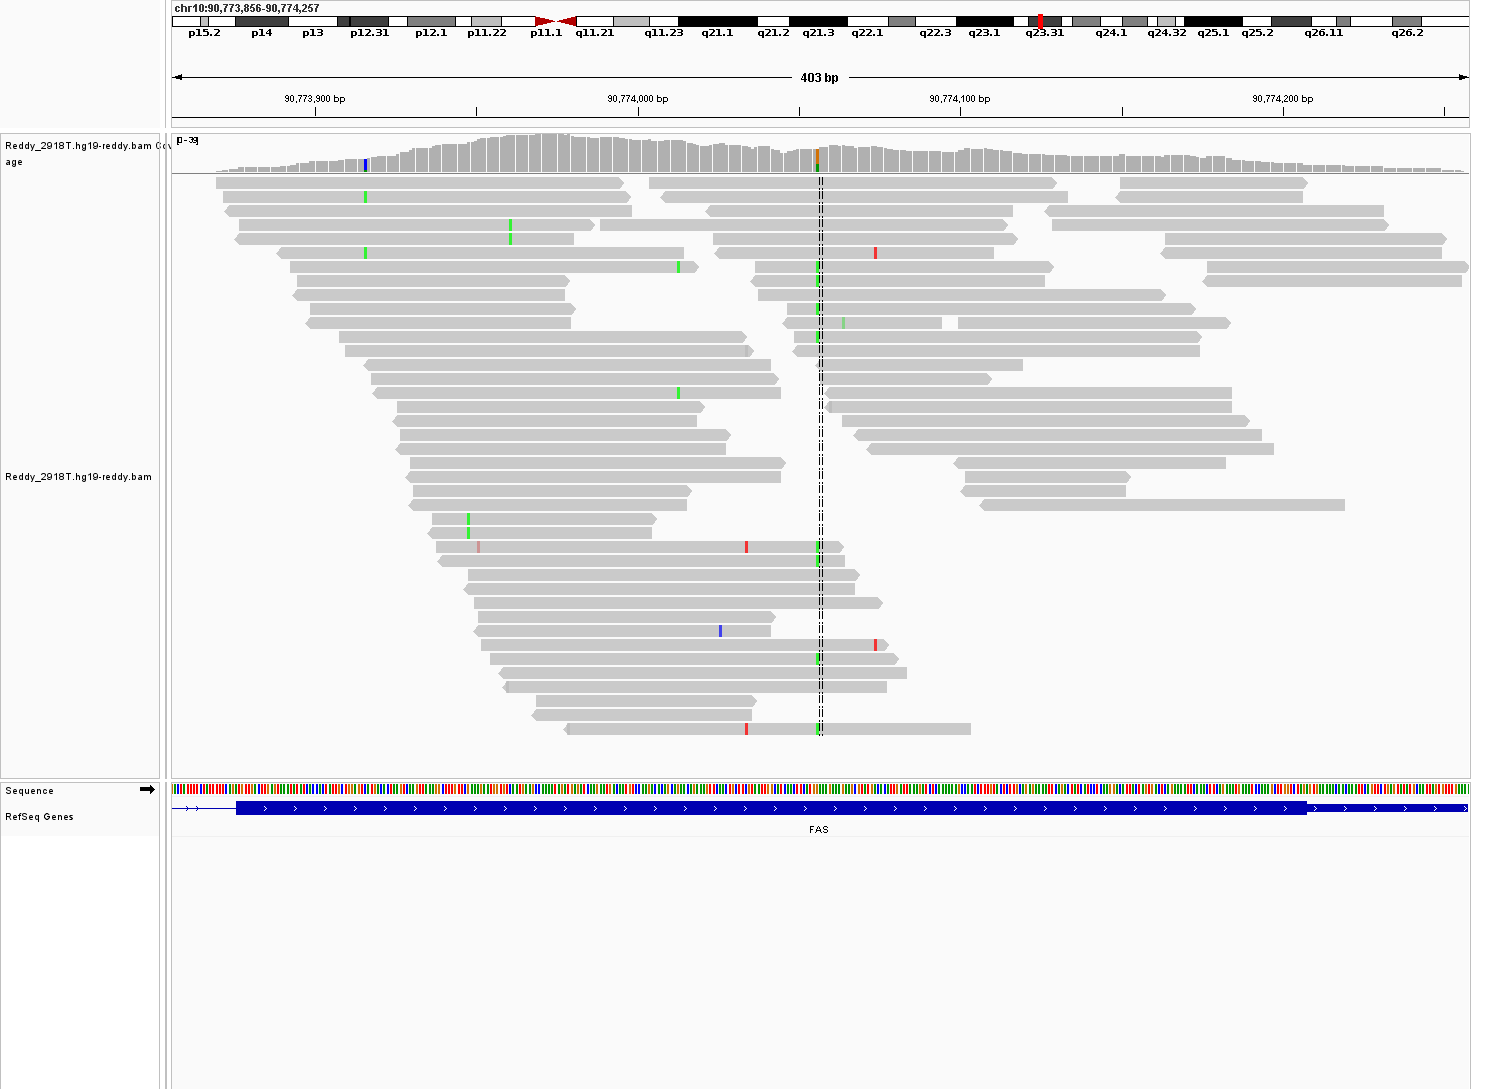 chr10:90,773,856-90,774,257
p15.2 p14 p13 p12.31 p12.1 p11.22 p11.1 q11.21 q11.23 q21.1 q21.2 q21.3 q22.1 q22.3 q23.1 q23.31 q24.1 q24.32 q25.1 q25.2 q26.11 q26.2
403 bp
90,773,900 bp 90,774,000 bp 90,774,100 bp 90,774,200 bp
Reddy_2918T.hg19-reddy.bam Cov
age
[0-39]
Reddy_2918T.hg19-reddy.bam
Sequence
RefSeq Genes
FAS